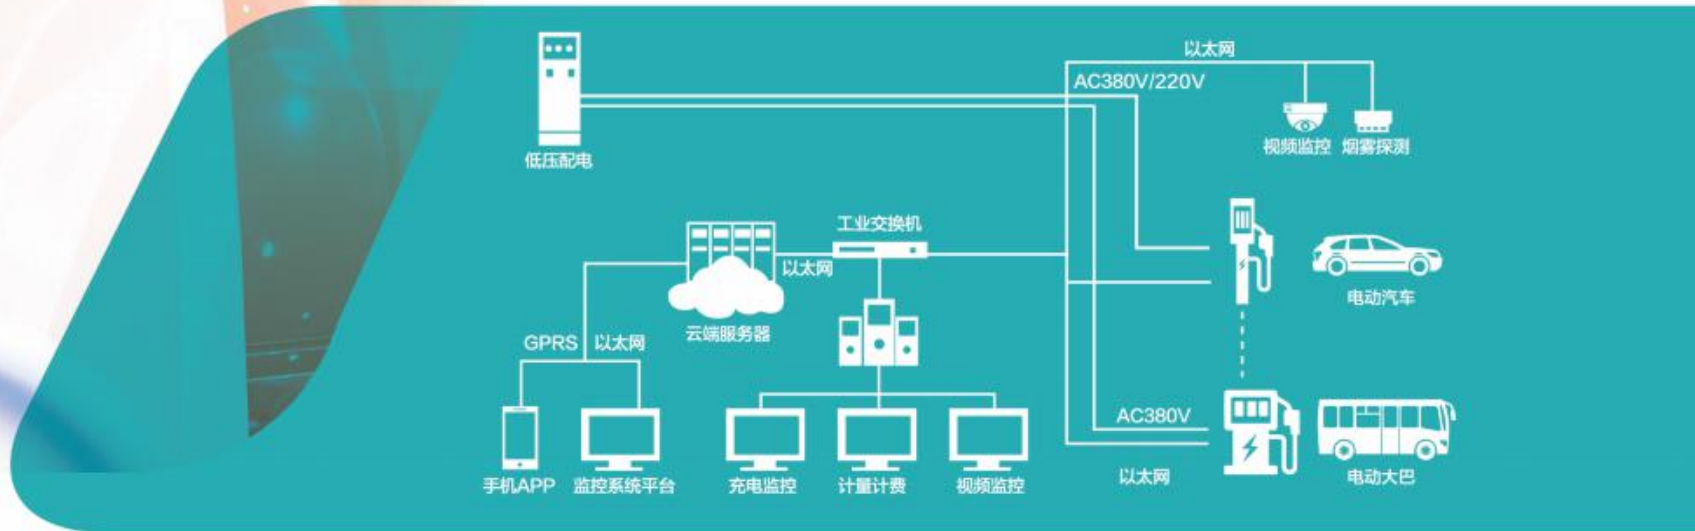 以太网
AC380V/220V
视频监控
烟雾探测
低压配电
工业交换机
以太网
云端服务器
电动汽车
GPRS
以太网
AC380V
手机APP
监控系统平台
充电监控
计量计费
视频监控
以太网
电动大巴